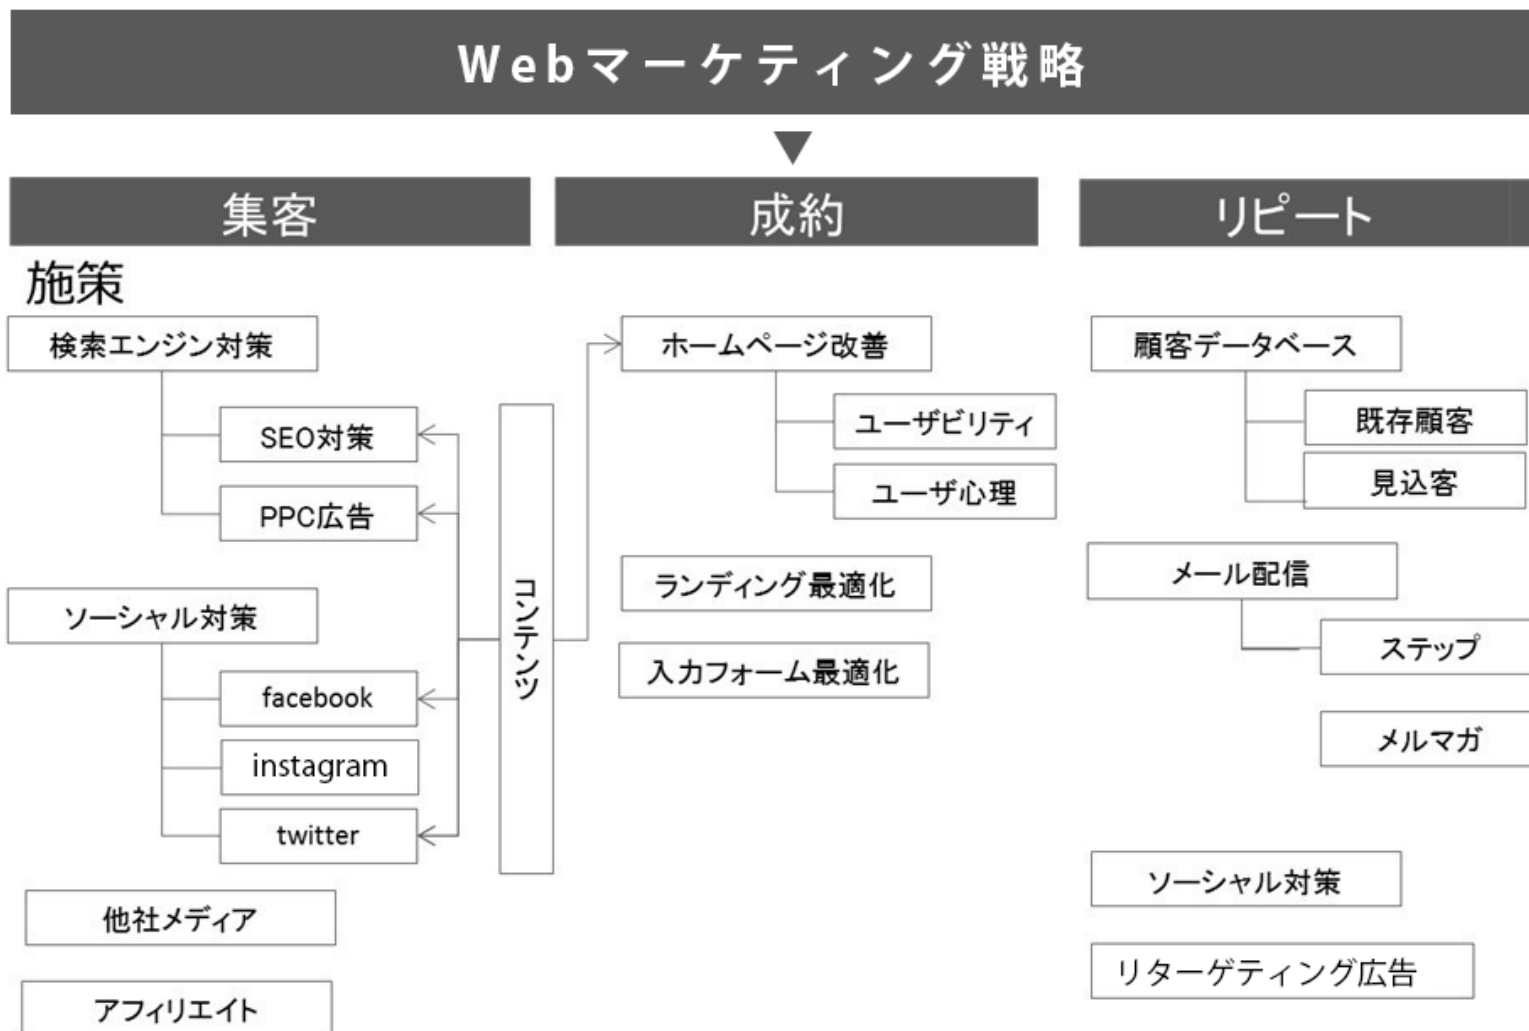 Webマーケティング戦略
集客
成約
リピート
施策
検索エンジン対策
SEO対策
PPC広告
ソーシャル対策
facebook
instagram
twitter
他社メディア
アフィリエイト
コンテンツ
ホームページ改善
ユーザビリティ
ユーザ心理
ランディング最適化
入力フォーム最適化
顧客データベース
既存顧客
見込客
メール配信
ステップ
メルマガ
ソーシャル対策
リターゲティング広告